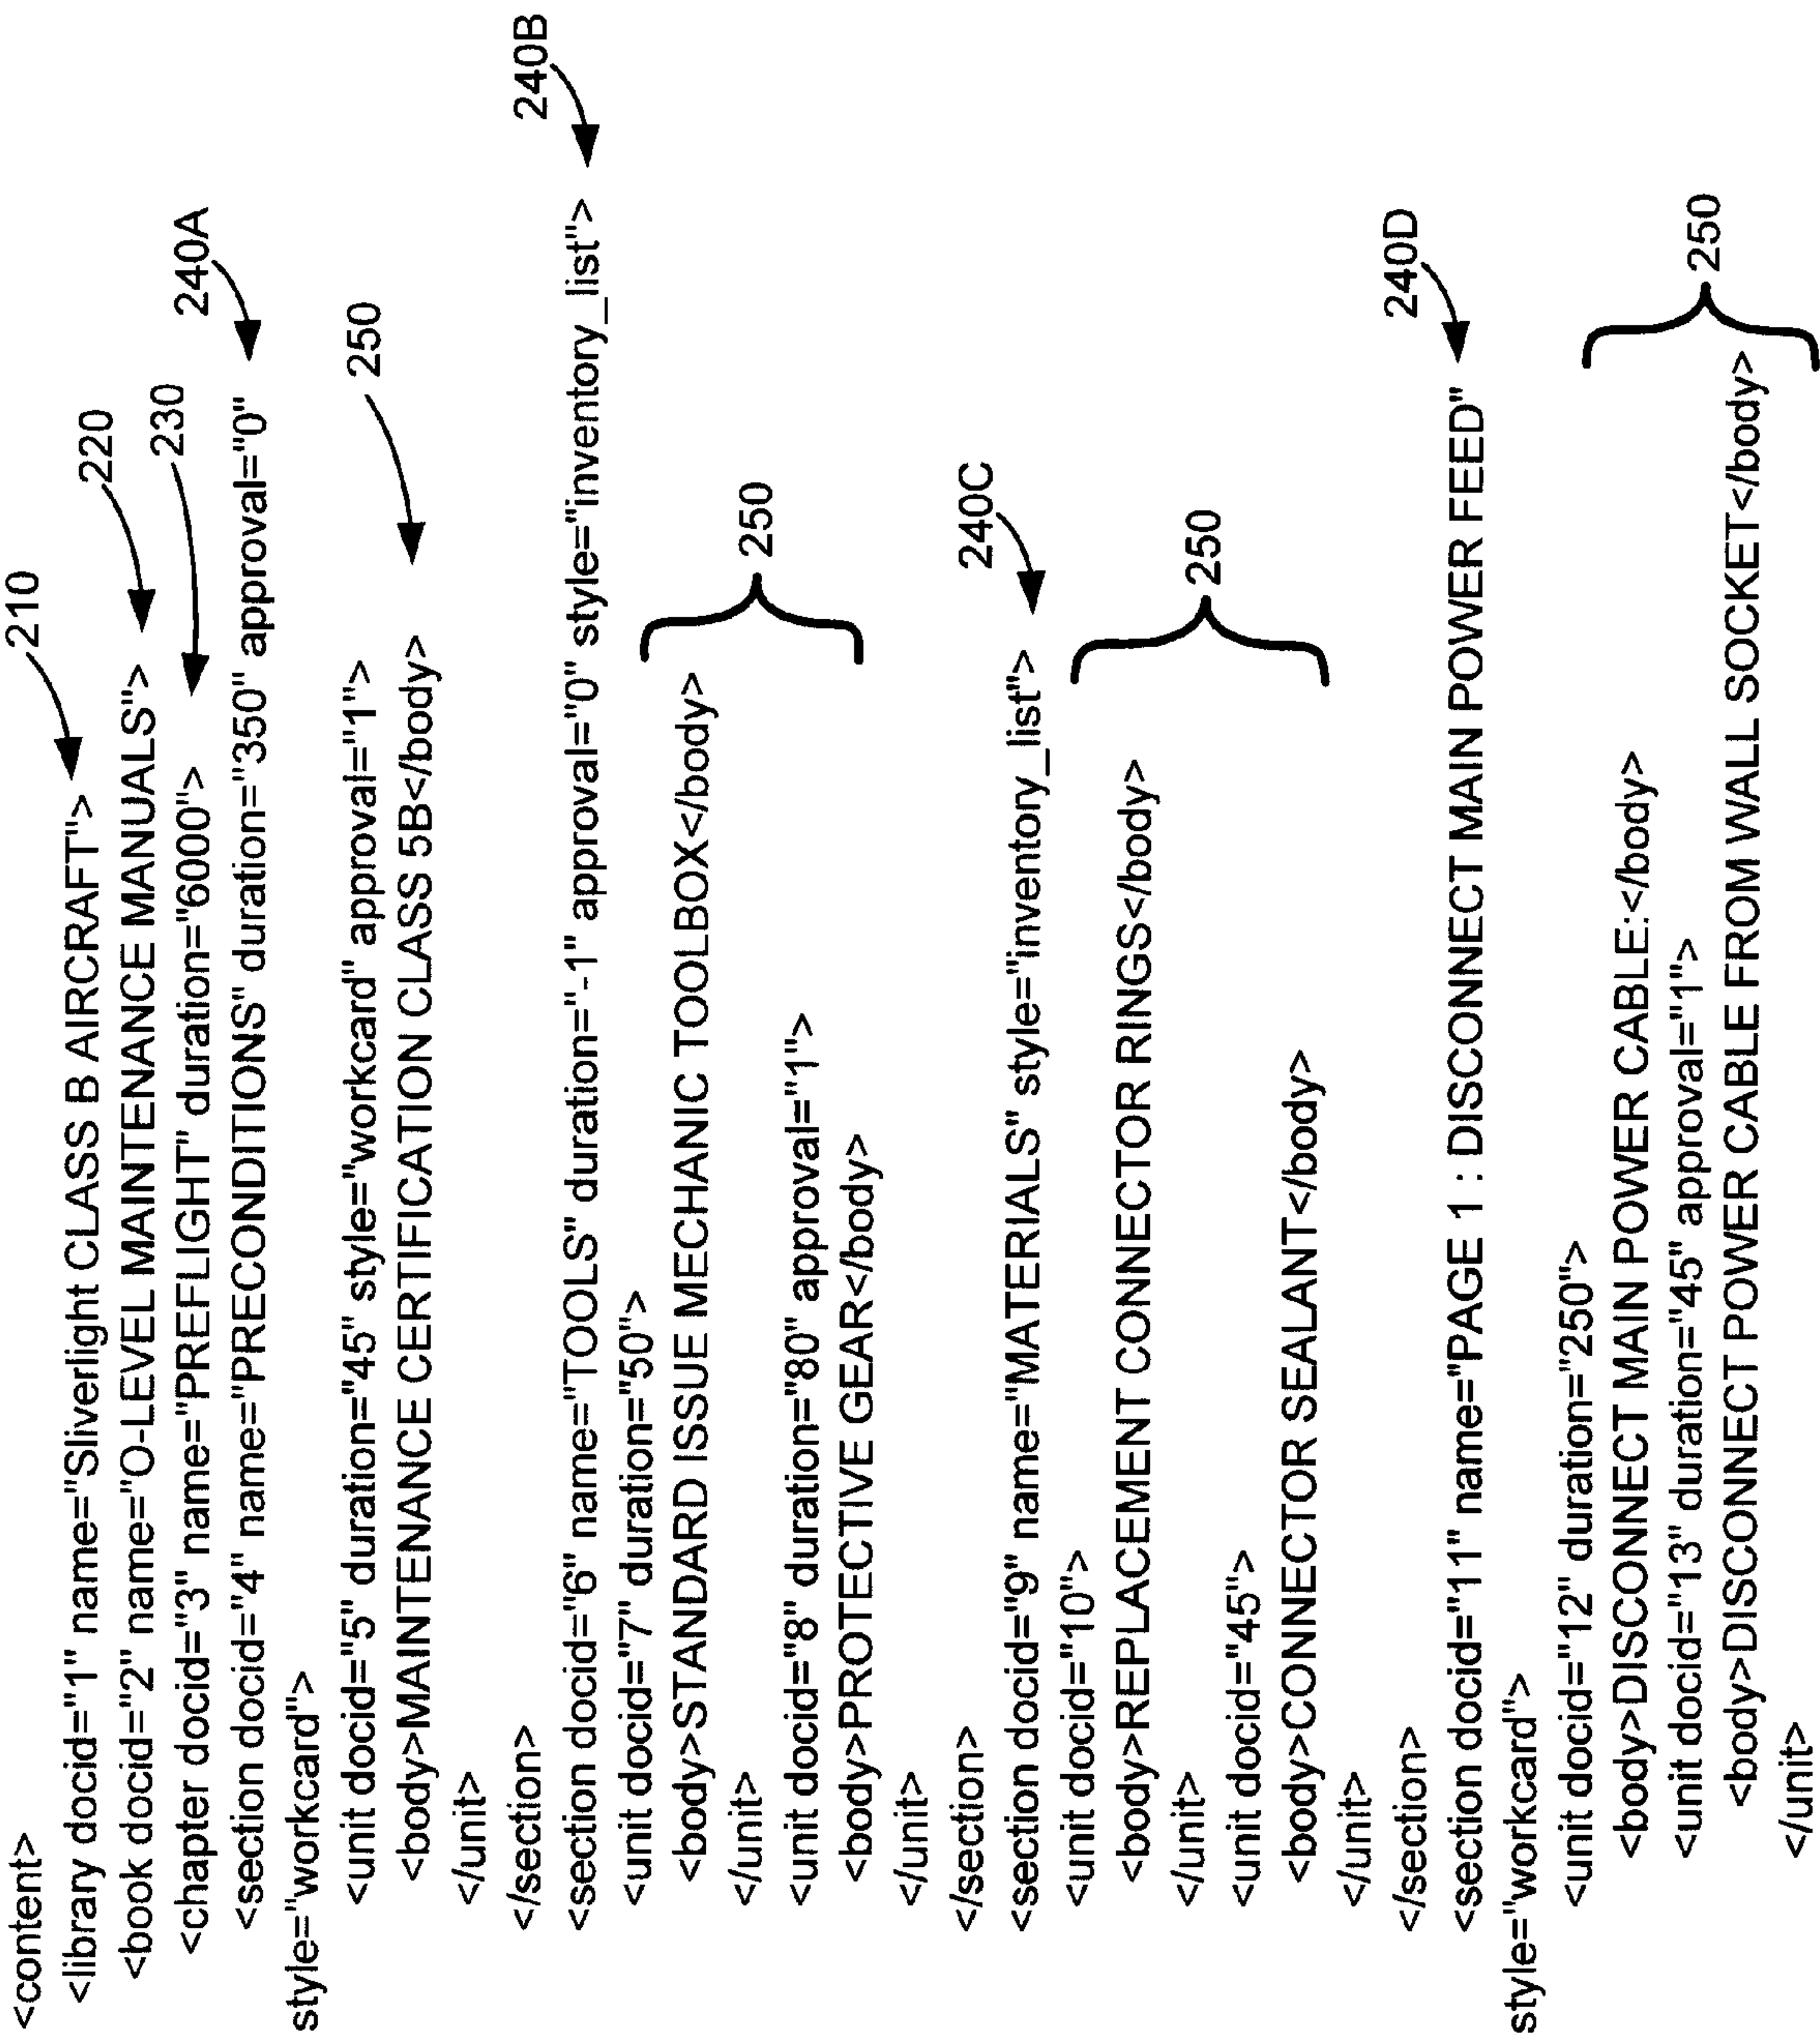 <content>
<library docid="1" name="Sliverlight CLASS B AIRCRAFT"> 210
<book docid="2" name="O-LEVEL MAINTENANCE MANUALS"> 220
<chapter docid="3" name="PREFLIGHT" duration="6000"> 230
<section docid="4" name="PRECONDITIONS" duration="350" approval="0" 240A
style="workcard">
<unit docid="5" duration="45" style="workcard" approval="1">
<body>MAINTENANCE CERTIFICATION CLASS 5B</body> 250
</unit>
</section>
<section docid="6" name="TOOLS" duration="-1" approval="0" style="inventory_list"> 240B
<unit docid="7" duration="50">
<body>STANDARD ISSUE MECHANIC TOOLBOX</body>
</unit> 250
<unit docid="8" duration="80" approval="1">
<body>PROTECTIVE GEAR</body>
</unit>
</section>
<section docid="9" name="MATERIALS" style="inventory_list"> 240C
<unit docid="10">
<body>REPLACEMENT CONNECTOR RINGS</body>
</unit> 250
<unit docid="45">
<body>CONNECTOR SEALANT</body>
</unit>
</section>
<section docid="11" name="PAGE 1 : DISCONNECT MAIN POWER FEED" 240D
style="workcard">
<unit docid="12" duration="250">
<body>DISCONNECT MAIN POWER CABLE:</body>
<unit docid="13" duration="45" approval="1"> 250
<body>DISCONNECT POWER CABLE FROM WALL SOCKET</body>
</unit>